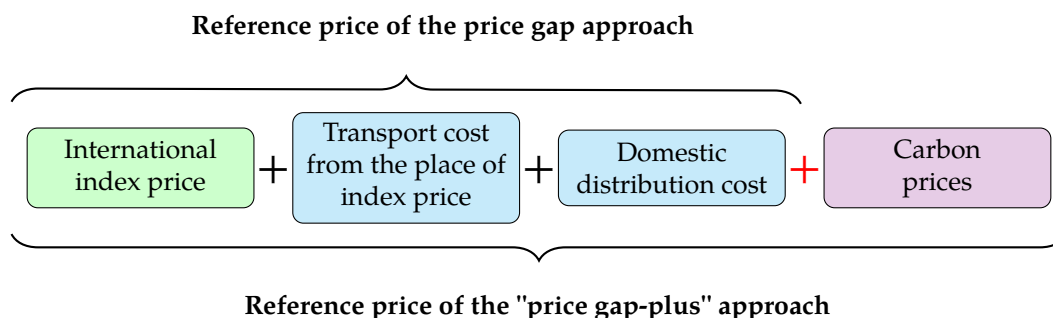 Reference price of the price gap approach
International
index price
+
Transport cost
from the place of
index price
+
Domestic
distribution cost
+
Carbon
prices
Reference price of the "price gap-plus" approach